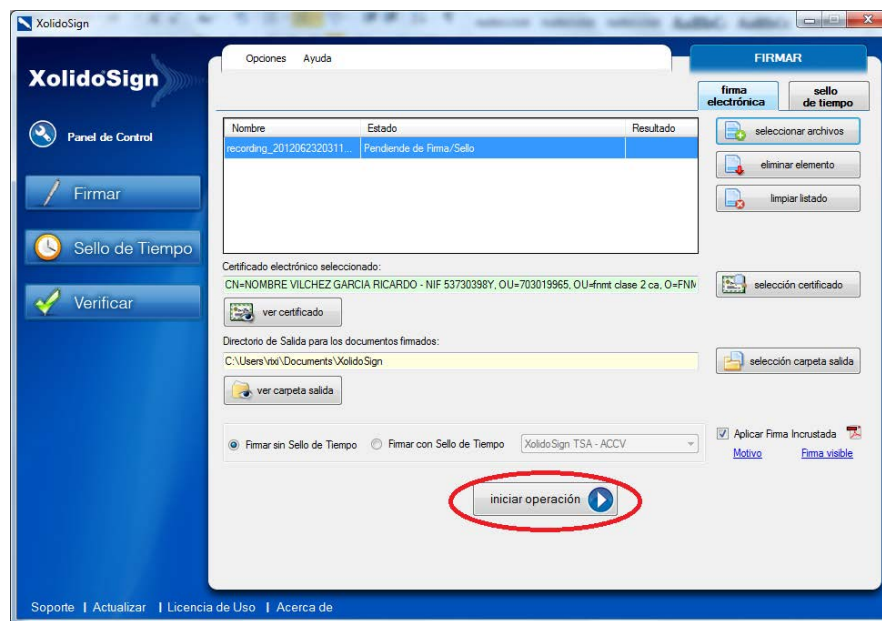 XolidoSign
Opciones Ayuda
FIRMAR
XolidoSign
firma electrónica
sello de tiempo
Panel de Control
Nombre Estado Resultado
recording_2012062320311... Pendiende de Firma/Sello
seleccionar archivos
eliminar elemento
limpiar listado
Firmar
Sello de Tiempo
Verificar
Certificado electrónico seleccionado:
CN=NOMBRE VILCHEZ GARCIA RICARDO - NIF 53730398Y, OU=703019965, OU=fnmt clase 2 ca, O=FNM
selección certificado
ver certificado
Directorio de Salida para los documentos firmados:
C:\Users\rixi\Documents\XolidoSign
selección carpeta salida
ver carpeta salida
Firmar sin Sello de Tiempo Firmar con Sello de Tiempo XolidoSign TSA - ACCV
Aplicar Firma Incrustada
Motivo Firma visible
iniciar operación
Soporte | Actualizar | Licencia de Uso | Acerca de